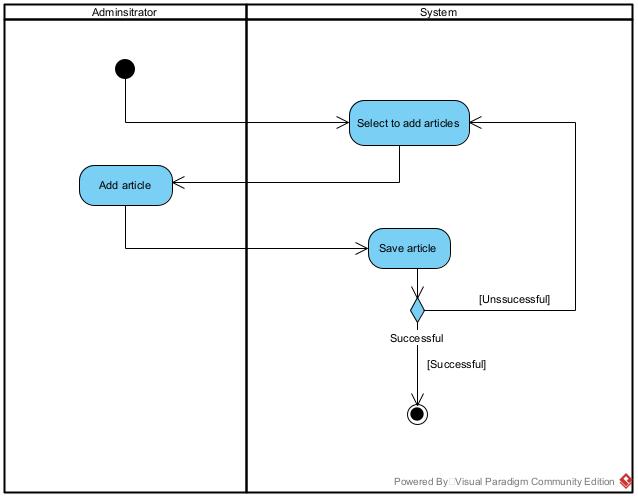 Adminsitrator
System
Select to add articles
Add article
Save article
[Unssucessful]
Successful
[Successful]
Powered By Visual Paradigm Community Edition